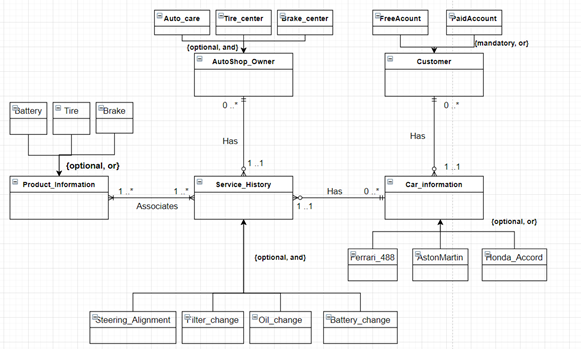 Auto_care
Tire_center
Brake_center
FreeAcount
PaidAccount
{optional, and}
{mandatory, or}
AutoShop_Owner
Customer
0 ..*
0 ..*
Battery
Tire
Brake
Has
Has
{optional, or}
1 ..1
1 ..1
Product_Information
Service_History
Car_information
1 ..*
1 ..*
Has
0 ..*
Associates
1 ..1
{optional, or}
{optional, and}
Ferrari_488
AstonMartin
Honda_Accord
Steering_Alignment
Filter_change
Oil_change
Battery_change